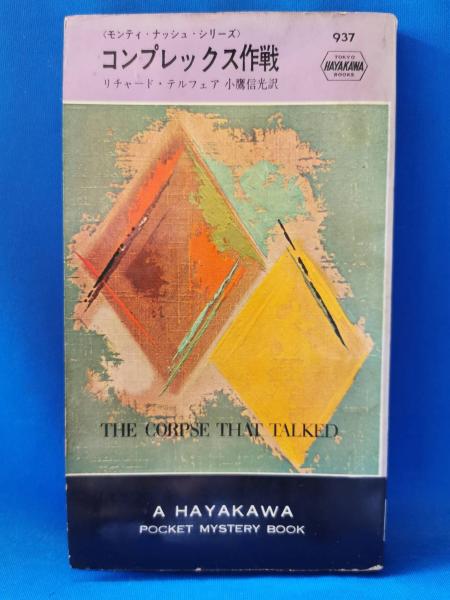 〈モンティ・ナッシュ・シリーズ〉
コンプレックス作戦
リチャード・テルフェア 小鷹信光訳
937
TOKYO
HAYAKAWA
BOOKS
THE CORPSE THAT TALKED
A HAYAKAWA
POCKET MYSTERY BOOK